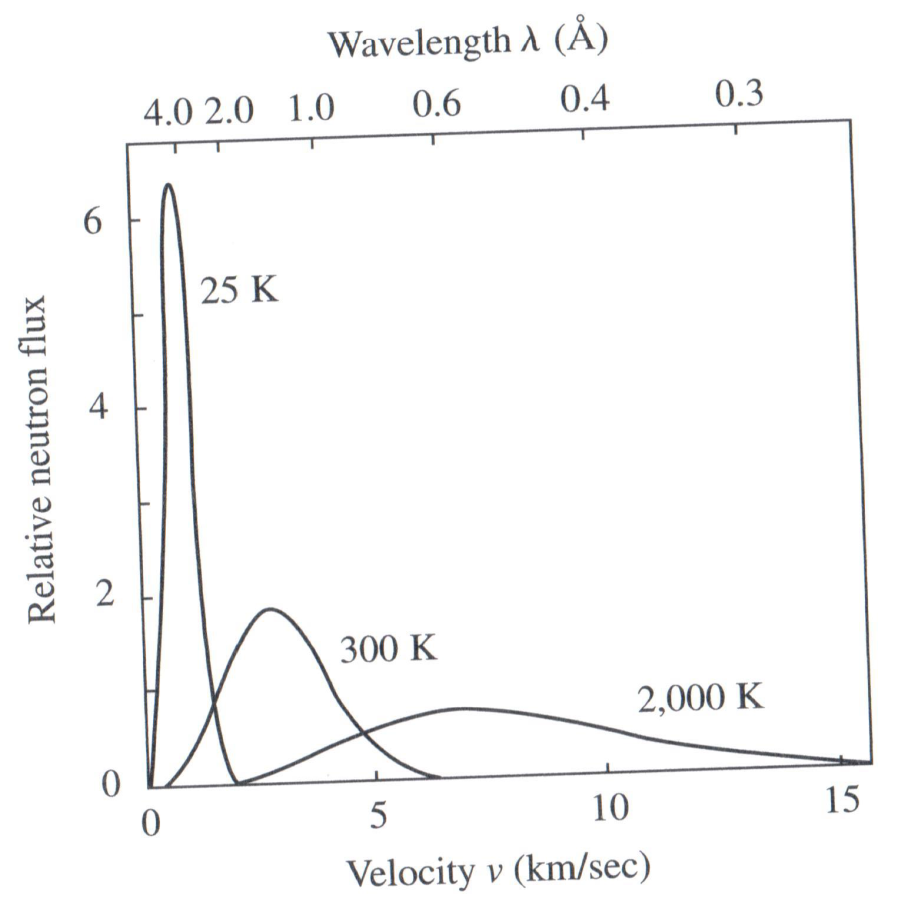 Wavelength λ (Å)
4.0 2.0 1.0 0.6 0.4 0.3
6
25 K
4
Relative neutron flux
2
300 K
2,000 K
0
0 5 10 15
Velocity v (km/sec)